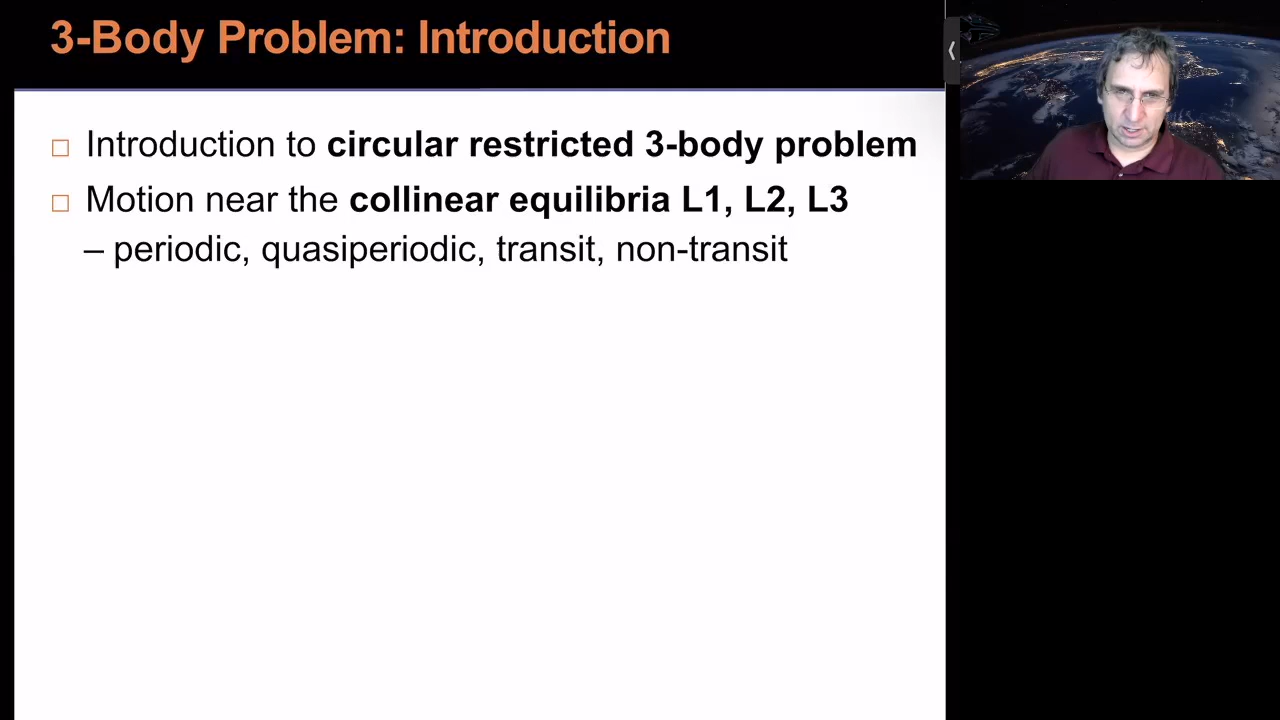 3-Body Problem: Introduction
Introduction to circular restricted 3-body problem
Motion near the collinear equilibria L1, L2, L3
– periodic, quasiperiodic, transit, non-transit